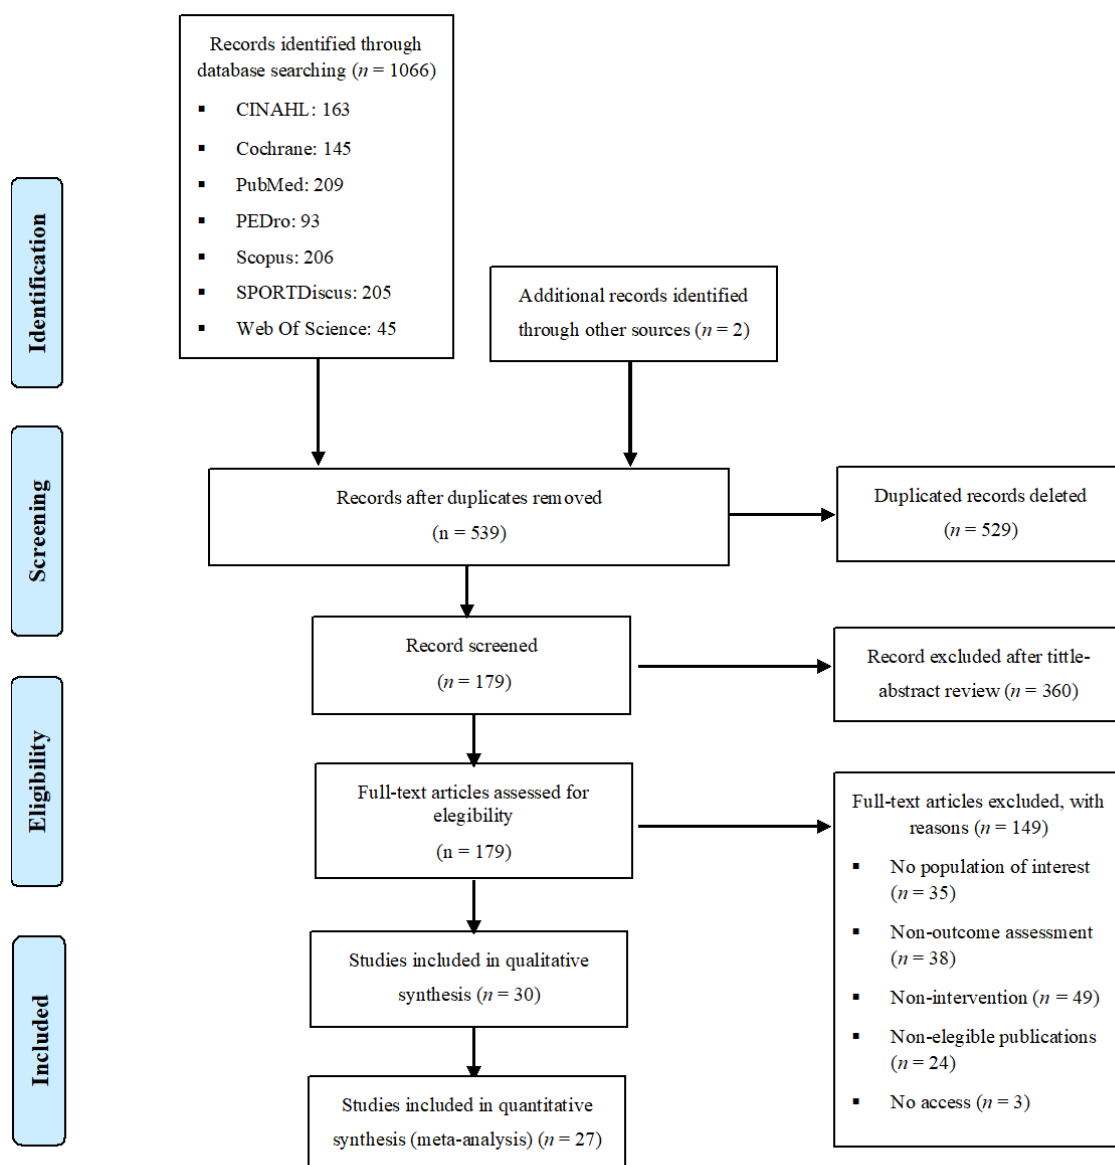 Records identified through
database searching (n = 1066)
▪ CINAHL: 163
▪ Cochrane: 145
▪ PubMed: 209
▪ PEDro: 93
▪ Scopus: 206
▪ SPORTDiscus: 205
▪ Web Of Science: 45
Additional records identified
through other sources (n = 2)
Identification
Records after duplicates removed
(n = 539)
Duplicated records deleted
(n = 529)
Screening
Record screened
(n = 179)
Record excluded after tittle-
abstract review (n = 360)
Eligibility
Full-text articles assessed for
elegibility
(n = 179)
Full-text articles excluded, with
reasons (n = 149)
▪ No population of interest
(n = 35)
▪ Non-outcome assessment
(n = 38)
▪ Non-intervention (n = 49)
▪ Non-elegible publications
(n = 24)
▪ No access (n = 3)
Included
Studies included in qualitative
synthesis (n = 30)
Studies included in quantitative
synthesis (meta-analysis) (n = 27)